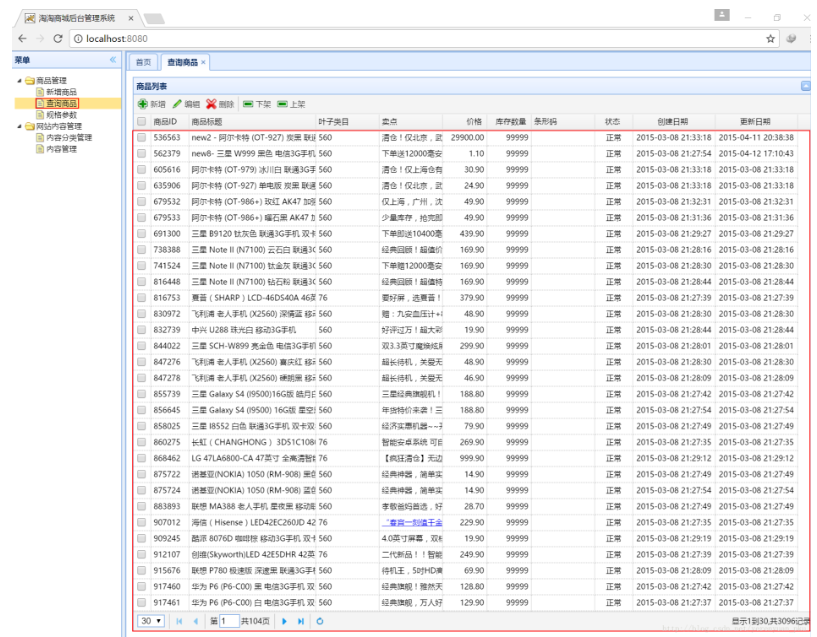 淘淘商城后台管理系统
localhost:8080
菜单
首页 查询商品
商品管理
新增商品
查询商品
规格参数
网站内容管理
内容分类管理
内容管理
商品列表
新增 编辑 删除 下架 上架
商品ID 商品标题 叶子类目 卖点 价格 库存数量 条形码 状态 创建日期 更新日期
536563 new2 - 阿尔卡特 (OT-927) 炭黑 联通 560 清仓！仅北京，武 29900.00 99999 正常 2015-03-08 21:33:18 2015-04-11 20:38:38
562379 new8- 三星 W999 黑色 电信3G手机 560 下单送12000毫安 1.10 99999 正常 2015-03-08 21:27:54 2015-04-12 17:10:43
605616 阿尔卡特 (OT-979) 冰川白 联通3G手 560 清仓！仅上海仓有 30.90 99999 正常 2015-03-08 21:33:18 2015-03-08 21:33:18
635906 阿尔卡特 (OT-927) 单电版 炭黑 联通 560 清仓！仅北京，武 24.90 99999 正常 2015-03-08 21:33:18 2015-03-08 21:33:18
679532 阿尔卡特 (OT-986+) 玫红 AK47 加强 560 仅上海，广州，沈 49.90 99999 正常 2015-03-08 21:32:31 2015-03-08 21:32:31
679533 阿尔卡特 (OT-986+) 曜石黑 AK47 加 560 少量库存，抢完即 49.90 99999 正常 2015-03-08 21:31:36 2015-03-08 21:31:36
691300 三星 B9120 钛灰色 联通3G手机 双卡 560 下单即送10400毫 439.90 99999 正常 2015-03-08 21:29:27 2015-03-08 21:29:27
738388 三星 Note II (N7100) 云石白 联通3G 560 经典回顾！超值价 169.90 99999 正常 2015-03-08 21:28:16 2015-03-08 21:28:16
741524 三星 Note II (N7100) 钛金灰 联通3G 560 下单赠12000毫安 169.90 99999 正常 2015-03-08 21:28:30 2015-03-08 21:28:30
816448 三星 Note II (N7100) 钻石粉 联通3G 560 经典回顾！超值特 169.90 99999 正常 2015-03-08 21:28:44 2015-03-08 21:28:44
816753 夏普（SHARP）LCD-46DS40A 46英 76 要好屏，选夏普！ 379.90 99999 正常 2015-03-08 21:27:39 2015-03-08 21:27:39
830972 飞利浦 老人手机 (X2560) 深情蓝 移动 560 赠：九安血压计+ 48.90 99999 正常 2015-03-08 21:28:30 2015-03-08 21:28:30
832739 中兴 U288 珠光白 移动3G手机 560 好评过万！超大彩 19.90 99999 正常 2015-03-08 21:28:44 2015-03-08 21:28:44
844022 三星 SCH-W899 亮金色 电信3G手机 560 双3.3英寸魔焕炫屏 299.90 99999 正常 2015-03-08 21:28:01 2015-03-08 21:28:01
847276 飞利浦 老人手机 (X2560) 喜庆红 移动 560 超长待机，关爱无 48.90 99999 正常 2015-03-08 21:28:30 2015-03-08 21:28:30
847278 飞利浦 老人手机 (X2560) 硬朗黑 移动 560 超长待机，关爱无 46.90 99999 正常 2015-03-08 21:28:09 2015-03-08 21:28:09
855739 三星 Galaxy S4 (I9500)16G版 皓月白 560 三星经典旗舰机！ 188.80 99999 正常 2015-03-08 21:27:42 2015-03-08 21:27:42
856645 三星 Galaxy S4 (I9500) 16G版 星空 560 年货特价来袭！三 188.80 99999 正常 2015-03-08 21:27:54 2015-03-08 21:27:54
858025 三星 I8552 白色 联通3G手机 双卡双 560 经济实惠机器~~ 79.90 99999 正常 2015-03-08 21:27:49 2015-03-08 21:27:49
860275 长虹（CHANGHONG）3D51C108( 76 智能安卓系统 可自 269.90 99999 正常 2015-03-08 21:27:35 2015-03-08 21:27:35
868462 LG 47LA6800-CA 47英寸 全高清智能 76 【疯狂清仓】无边 999.90 99999 正常 2015-03-08 21:29:12 2015-03-08 21:29:12
875722 诺基亚(NOKIA) 1050 (RM-908) 黑色 560 经典神器，简单实 14.90 99999 正常 2015-03-08 21:27:49 2015-03-08 21:27:49
875724 诺基亚(NOKIA) 1050 (RM-908) 蓝色 560 经典神器，简单实 14.90 99999 正常 2015-03-08 21:27:54 2015-03-08 21:27:54
883893 联想 MA388 老人手机 星夜黑 移动联 560 孝敬爸妈首选，好 28.70 99999 正常 2015-03-08 21:27:49 2015-03-08 21:27:49
907012 海信（Hisense）LED42EC260JD 42 76 "春宵一刻值千金 229.90 99999 正常 2015-03-08 21:27:35 2015-03-08 21:27:35
909245 酷派 8076D 咖啡棕 移动3G手机 双卡 560 4.0英寸屏幕，双核 19.90 99999 正常 2015-03-08 21:29:19 2015-03-08 21:29:19
912107 创维(Skyworth)LED 42E5DHR 42英 76 二代新品！！智能 249.90 99999 正常 2015-03-08 21:27:39 2015-03-08 21:27:39
915676 联想 P780 极速版 深邃黑 联通3G手机 560 待机王，5吋HD高 69.90 99999 正常 2015-03-08 21:28:09 2015-03-08 21:28:09
917460 华为 P6 (P6-C00) 黑 电信3G手机 双 560 经典旗舰！雅然天 128.80 99999 正常 2015-03-08 21:27:42 2015-03-08 21:27:42
917461 华为 P6 (P6-C00) 白 电信3G手机 双 560 经典旗舰，万人好 129.90 99999 正常 2015-03-08 21:27:37 2015-03-08 21:27:37
30 第 1 共104页 显示1到30,共3096记录